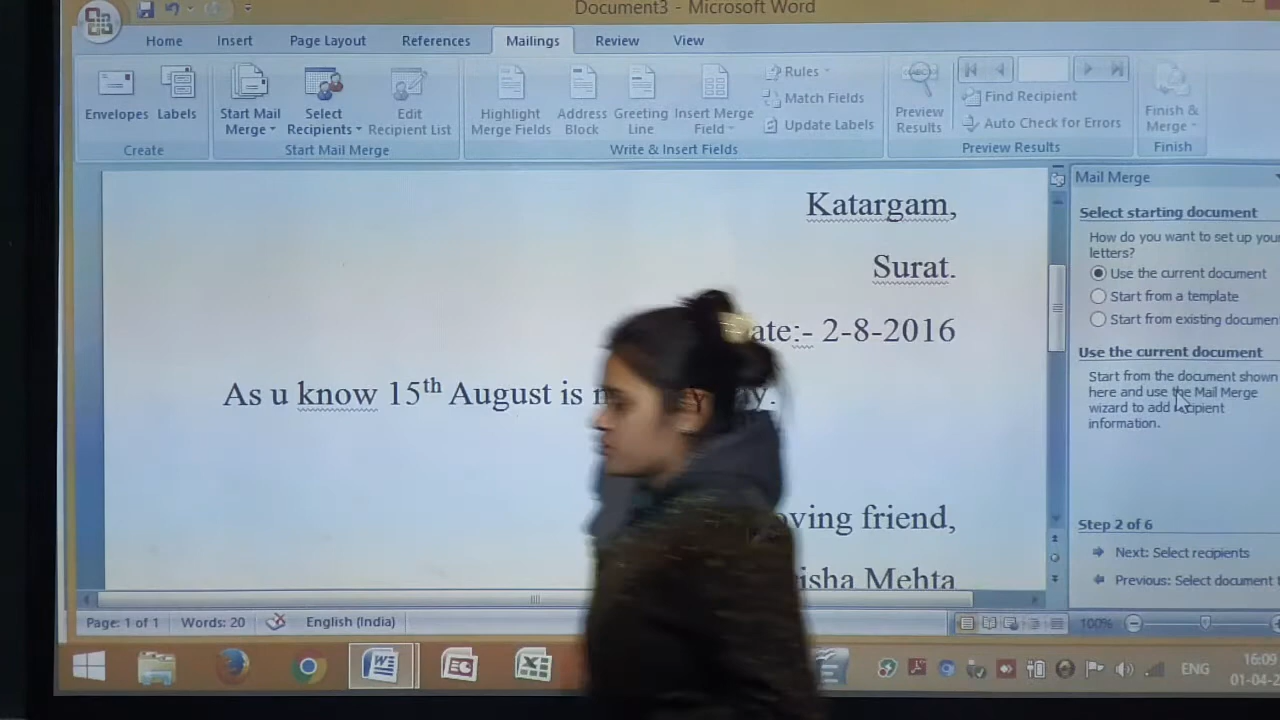 Document3 - Microsoft Word
Home Insert Page Layout References Mailings Review View
Envelopes Labels
Create
Start Mail Merge Select Recipients Edit Recipient List
Start Mail Merge
Highlight Merge Fields Address Block Greeting Line Insert Merge Field
Rules
Match Fields
Update Labels
Write & Insert Fields
Preview Results
Find Recipient
Auto Check for Errors
Preview Results
Finish & Merge
Finish
Katargam,
Surat.
ate:- 2-8-2016
As u know 15th August is n y.
oving friend,
isha Mehta
Mail Merge
Select starting document
How do you want to set up your
letters?
Use the current document
Start from a template
Start from existing documen
Use the current document
Start from the document shown
here and use the Mail Merge
wizard to add recipient
information.
Step 2 of 6
Next: Select recipients
Previous: Select document t
Page: 1 of 1 Words: 20 English (India) 100%
ENG
16:09
01-04-2